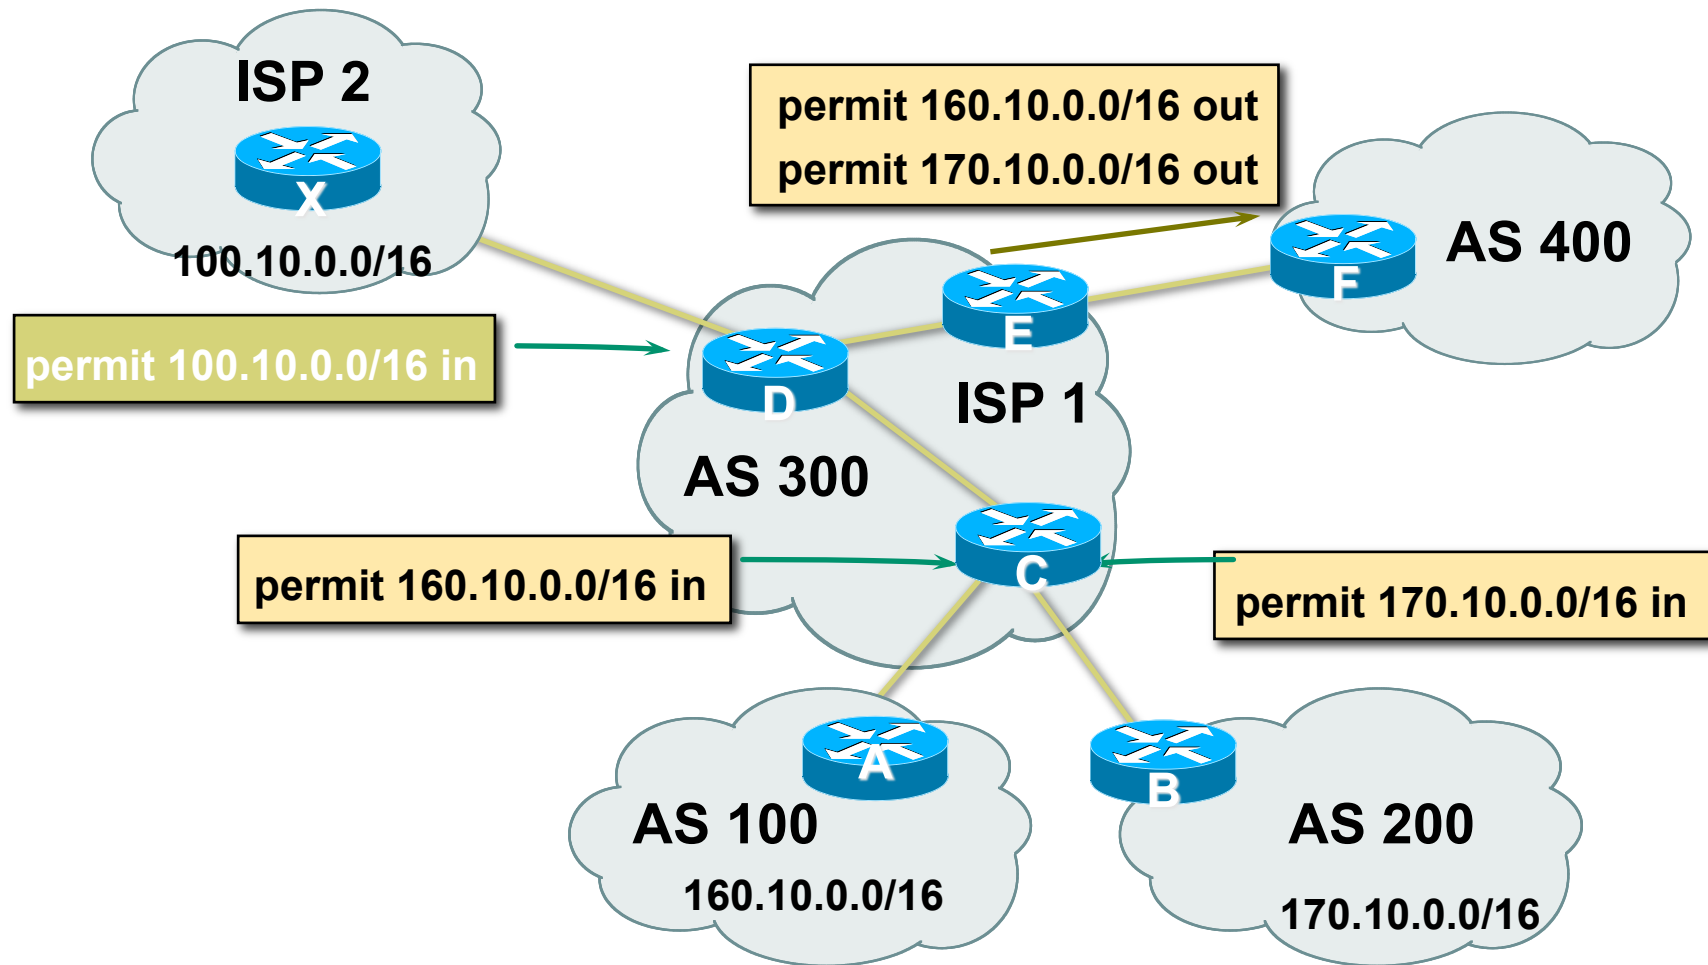 ISP 2
X
100.10.0.0/16
permit 160.10.0.0/16 out
permit 170.10.0.0/16 out
AS 400
F
E
permit 100.10.0.0/16 in
D
ISP 1
AS 300
permit 160.10.0.0/16 in
C
permit 170.10.0.0/16 in
A
AS 100
160.10.0.0/16
B
AS 200
170.10.0.0/16